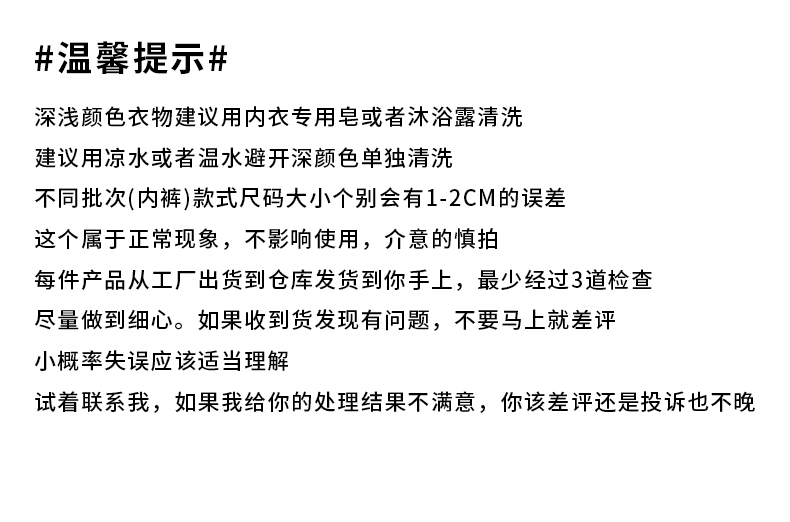 #温馨提示#
深浅颜色衣物建议用内衣专用皂或者沐浴露清洗
建议用凉水或者温水避开深颜色单独清洗
不同批次(内裤)款式尺码大小个别会有1-2CM的误差
这个属于正常现象，不影响使用，介意的慎拍
每件产品从工厂出货到仓库发货到你手上，最少经过3道检查
尽量做到细心。如果收到货发现有问题，不要马上就差评
小概率失误应该适当理解
试着联系我，如果我给你的处理结果不满意，你该差评还是投诉也不晚